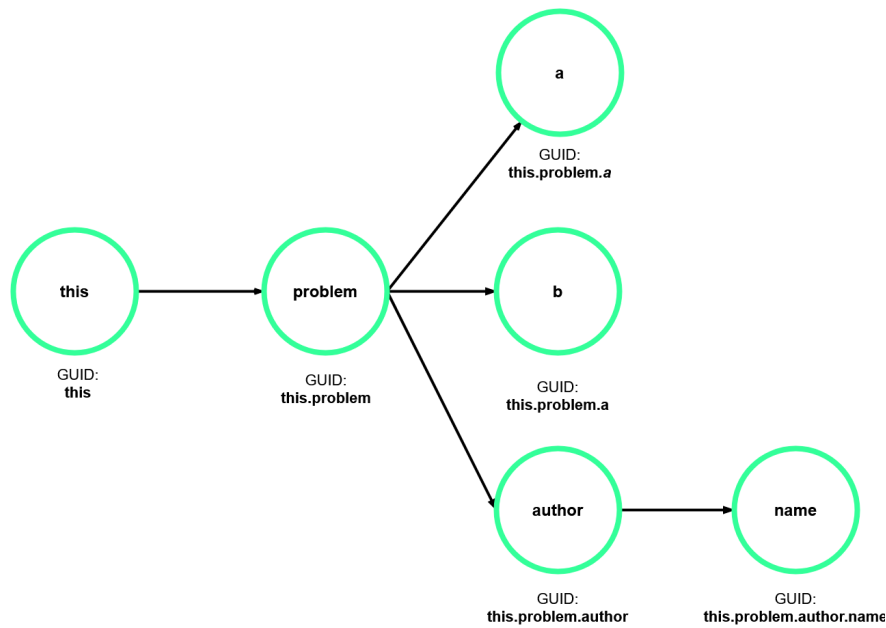 a
GUID:
this.problem.a
this
GUID:
this
problem
GUID:
this.problem
b
GUID:
this.problem.a
author
GUID:
this.problem.author
name
GUID:
this.problem.author.name